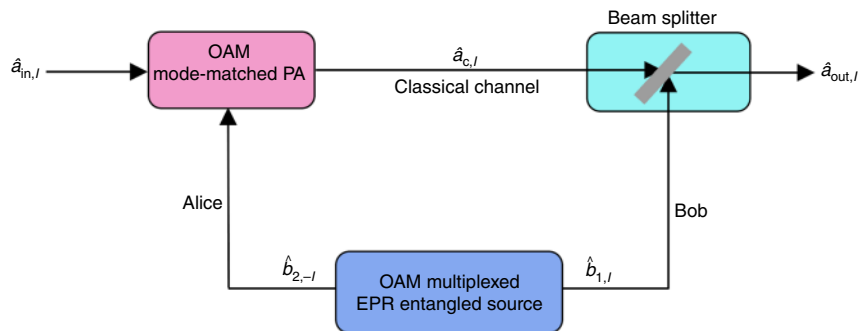 Beam splitter
OAM
mode-matched PA
â_in,l
â_c,l
Classical channel
â_out,l
Alice
Bob
b̂_2,−l
b̂_1,l
OAM multiplexed
EPR entangled source